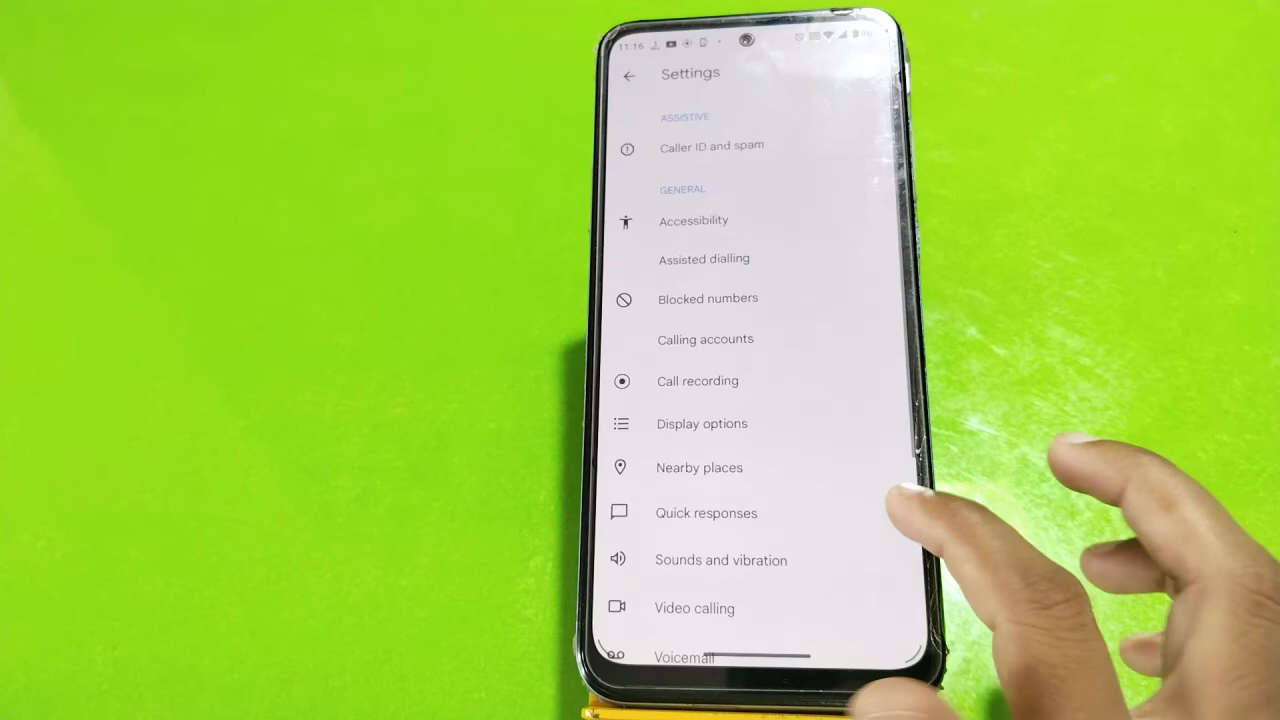 11:16
96
Settings
ASSISTIVE
Caller ID and spam
GENERAL
Accessibility
Assisted dialling
Blocked numbers
Calling accounts
Call recording
Display options
Nearby places
Quick responses
Sounds and vibration
Video calling
Voicemail